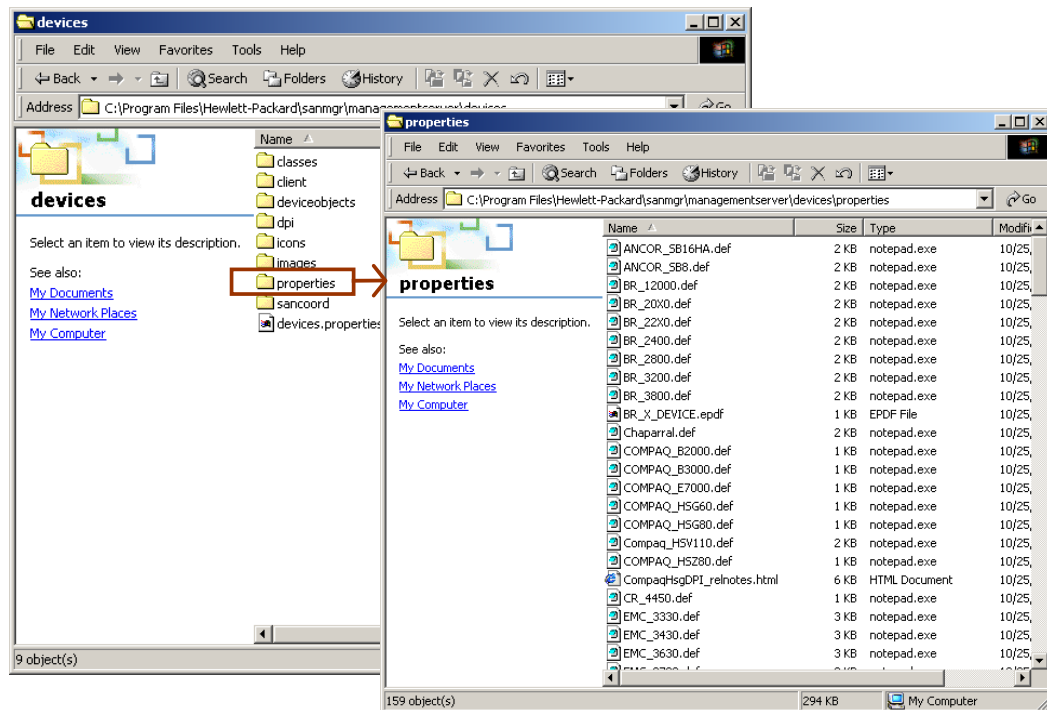 devices
File Edit View Favorites Tools Help
Back Search Folders History
Address C:\Program Files\Hewlett-Packard\sanmgr\managementserver\devices Go
devices
Select an item to view its description.
See also:
My Documents
My Network Places
My Computer
Name
classes
client
deviceobjects
dpi
icons
images
properties
sancoord
devices.properties
9 object(s)
properties
File Edit View Favorites Tools Help
Back Search Folders History
Address C:\Program Files\Hewlett-Packard\sanmgr\managementserver\devices\properties Go
properties
Select an item to view its description.
See also:
My Documents
My Network Places
My Computer
Name Size Type Modifi
ANCOR_SB16HA.def 2 KB notepad.exe 10/25,
ANCOR_SB8.def 2 KB notepad.exe 10/25,
BR_12000.def 2 KB notepad.exe 10/25,
BR_20X0.def 2 KB notepad.exe 10/25,
BR_22X0.def 2 KB notepad.exe 10/25,
BR_2400.def 2 KB notepad.exe 10/25,
BR_2800.def 2 KB notepad.exe 10/25,
BR_3200.def 2 KB notepad.exe 10/25,
BR_3800.def 2 KB notepad.exe 10/25,
BR_X_DEVICE.epdf 1 KB EPDF File 10/25,
Chaparral.def 2 KB notepad.exe 10/25,
COMPAQ_B2000.def 1 KB notepad.exe 10/25,
COMPAQ_B3000.def 1 KB notepad.exe 10/25,
COMPAQ_E7000.def 1 KB notepad.exe 10/25,
COMPAQ_HSG60.def 1 KB notepad.exe 10/25,
COMPAQ_HSG80.def 1 KB notepad.exe 10/25,
Compaq_HSV110.def 2 KB notepad.exe 10/25,
COMPAQ_HSZ80.def 1 KB notepad.exe 10/25,
CompaqHsgDPI_relnotes.html 6 KB HTML Document 10/25,
CR_4450.def 1 KB notepad.exe 10/25,
EMC_3330.def 3 KB notepad.exe 10/25,
EMC_3430.def 3 KB notepad.exe 10/25,
EMC_3630.def 3 KB notepad.exe 10/25,
159 object(s) 294 KB My Computer